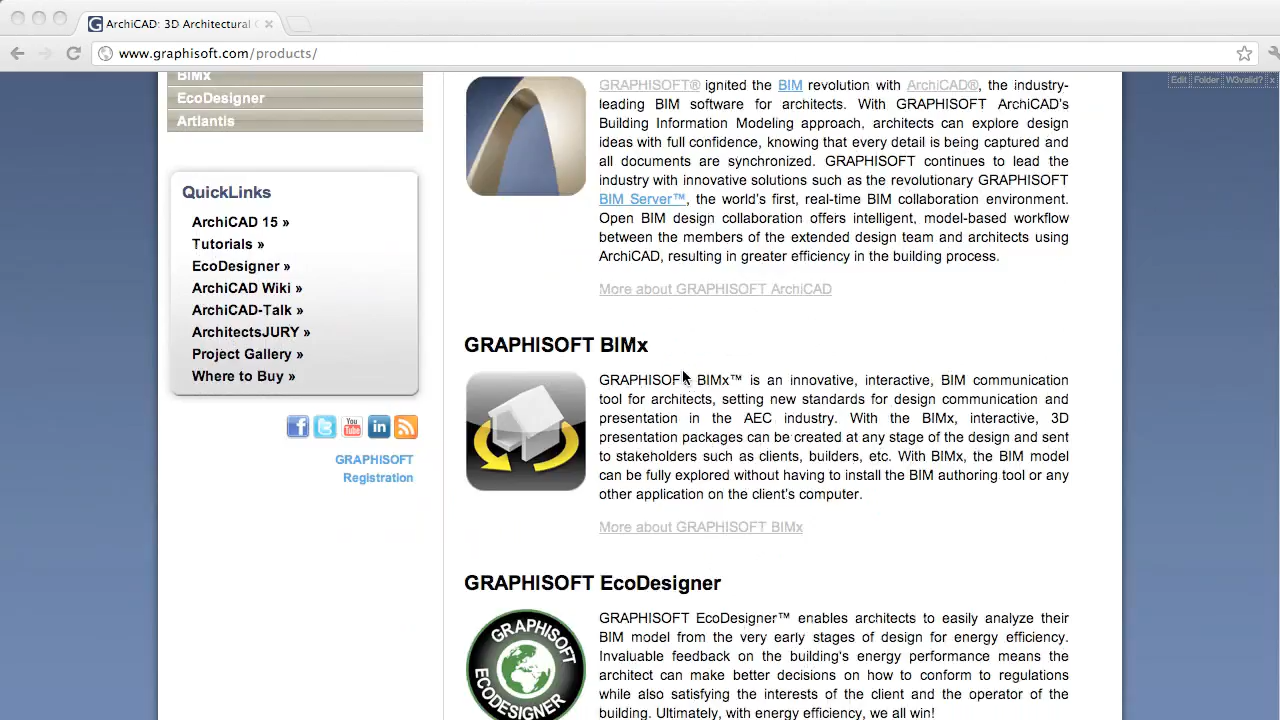 ArchiCAD: 3D Architectural
www.graphisoft.com/products/
Edit Folder W3valid? x
BIMx
EcoDesigner
Artlantis
QuickLinks
ArchiCAD 15 »
Tutorials »
EcoDesigner »
ArchiCAD Wiki »
ArchiCAD-Talk »
ArchitectsJURY »
Project Gallery »
Where to Buy »
You
Tube
in
GRAPHISOFT
Registration
GRAPHISOFT® ignited the BIM revolution with ArchiCAD®, the industry-
leading BIM software for architects. With GRAPHISOFT ArchiCAD's
Building Information Modeling approach, architects can explore design
ideas with full confidence, knowing that every detail is being captured and
all documents are synchronized. GRAPHISOFT continues to lead the
industry with innovative solutions such as the revolutionary GRAPHISOFT
BIM Server™, the world's first, real-time BIM collaboration environment.
Open BIM design collaboration offers intelligent, model-based workflow
between the members of the extended design team and architects using
ArchiCAD, resulting in greater efficiency in the building process.
More about GRAPHISOFT ArchiCAD
GRAPHISOFT BIMx
GRAPHISOFT BIMx™ is an innovative, interactive, BIM communication
tool for architects, setting new standards for design communication and
presentation in the AEC industry. With the BIMx, interactive, 3D
presentation packages can be created at any stage of the design and sent
to stakeholders such as clients, builders, etc. With BIMx, the BIM model
can be fully explored without having to install the BIM authoring tool or any
other application on the client's computer.
More about GRAPHISOFT BIMx
GRAPHISOFT EcoDesigner
GRAPHISOFT
ECODESIGNER
GRAPHISOFT EcoDesigner™ enables architects to easily analyze their
BIM model from the very early stages of design for energy efficiency.
Invaluable feedback on the building's energy performance means the
architect can make better decisions on how to conform to regulations
while also satisfying the interests of the client and the operator of the
building. Ultimately, with energy efficiency, we all win!